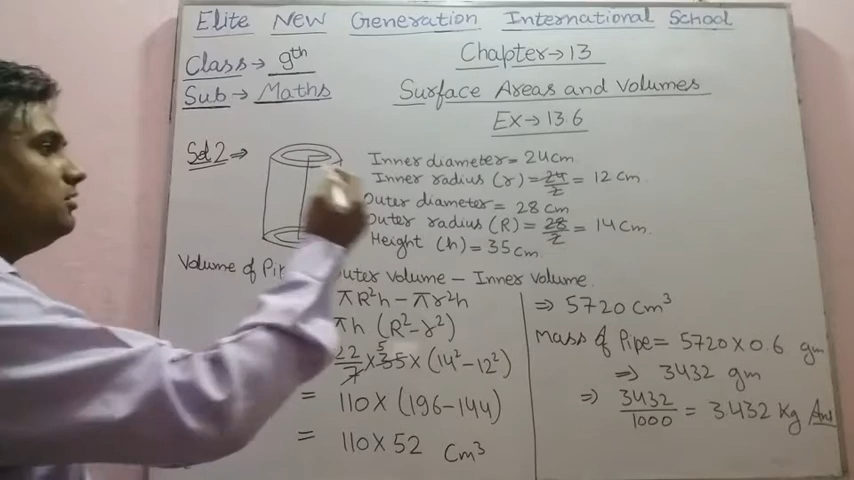 Elite New Generation International School
Class → 9th
Chapter → 13
Sub → Maths
Surface Areas and Volumes
Ex → 13.6
Sol 2 ⇒
Inner diameter = 24 cm
Inner radius (r) = 24/2 = 12 cm.
Outer diameter = 28 cm
Outer radius (R) = 28/2 = 14 cm.
Height (h) = 35 cm.
Volume of Pipe Outer Volume - Inner Volume.
πR²h - πr²h
πh (R² - r²)
22/7 × 35 5 × (14² - 12²)
= 110 × (196 - 144)
= 110 × 52 cm³
⇒ 5720 cm³
Mass of Pipe = 5720 × 0.6 gm
⇒ 3432 gm
⇒ 3432/1000 = 3.432 kg Ans